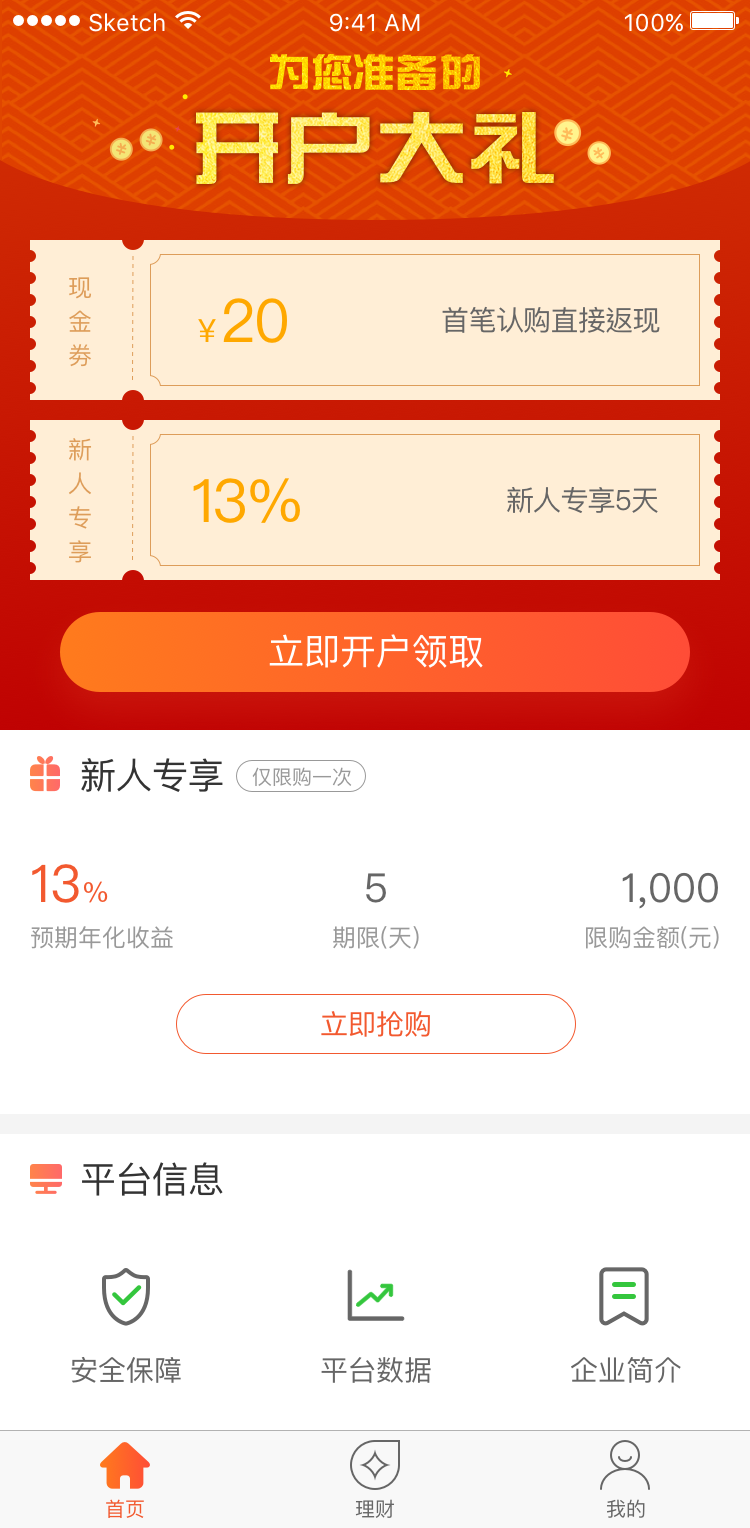 Sketch 9:41 AM 100%
为您准备的
开户大礼
现金劵
¥20 首笔认购直接返现
新人专享
13% 新人专享5天
立即开户领取
新人专享 仅限购一次
13% 5 1,000
预期年化收益 期限(天) 限购金额(元)
立即抢购
平台信息
安全保障 平台数据 企业简介
首页 理财 我的